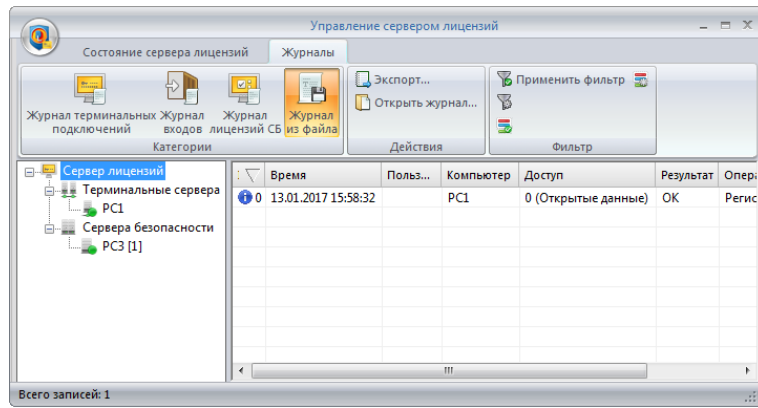 Управление сервером лицензий
Состояние сервера лицензий Журналы
Журнал терминальных подключений
Журнал входов
Журнал лицензий СБ
Журнал из файла
Категории
Экспорт...
Открыть журнал...
Действия
Применить фильтр
Фильтр
Сервер лицензий
Терминальные сервера
PC1
Сервера безопасности
PC3 [1]
Время Польз... Компьютер Доступ Результат Опера
0 13.01.2017 15:58:32 PC1 0 (Открытые данные) OK Регис
Всего записей: 1